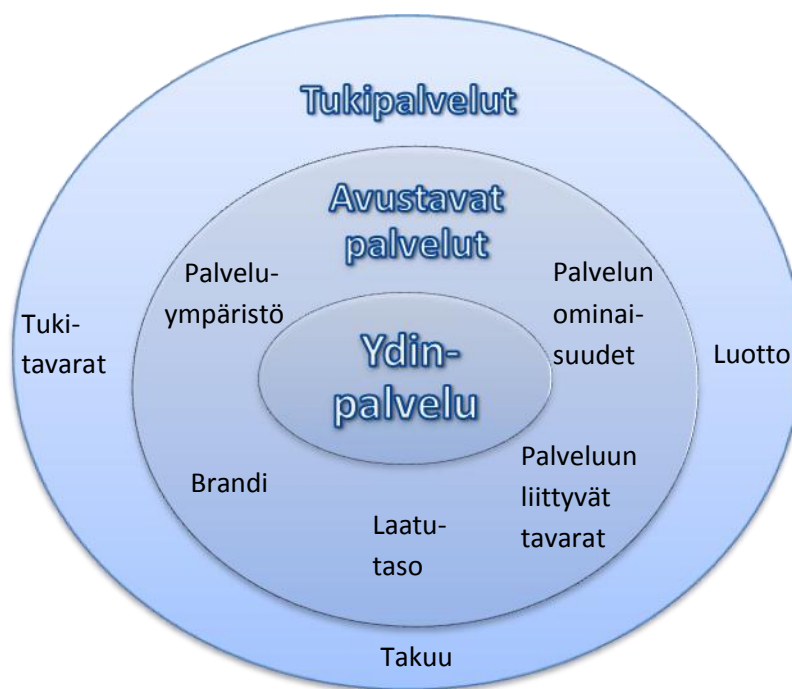 Tukipalvelut
Avustavat
palvelut
Palvelu-
ympäristö
Palvelun
ominai-
suudet
Tuki-
tavarat
Ydin-
palvelu
Luotto
Brandi
Laatu-
taso
Palveluun
liittyvät
tavarat
Takuu